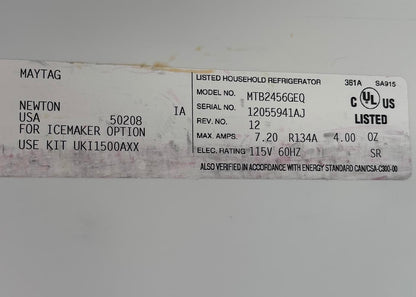 MAYTAG
NEWTON IA
USA 50208
FOR ICEMAKER OPTION
USE KIT UKI1500AXX
LISTED HOUSEHOLD REFRIGERATOR 361A SA915
MODEL NO. MTB2456GEQ
SERIAL NO. 12055941AJ
REV. NO. 12
MAX. AMPS. 7.20 R134A 4.00 OZ
ELEC. RATING 115V 60HZ SR
ALSO VERIFIED IN ACCORDANCE WITH ENERGY STANDARD CAN/CSA-C300-00
C UL US
LISTED